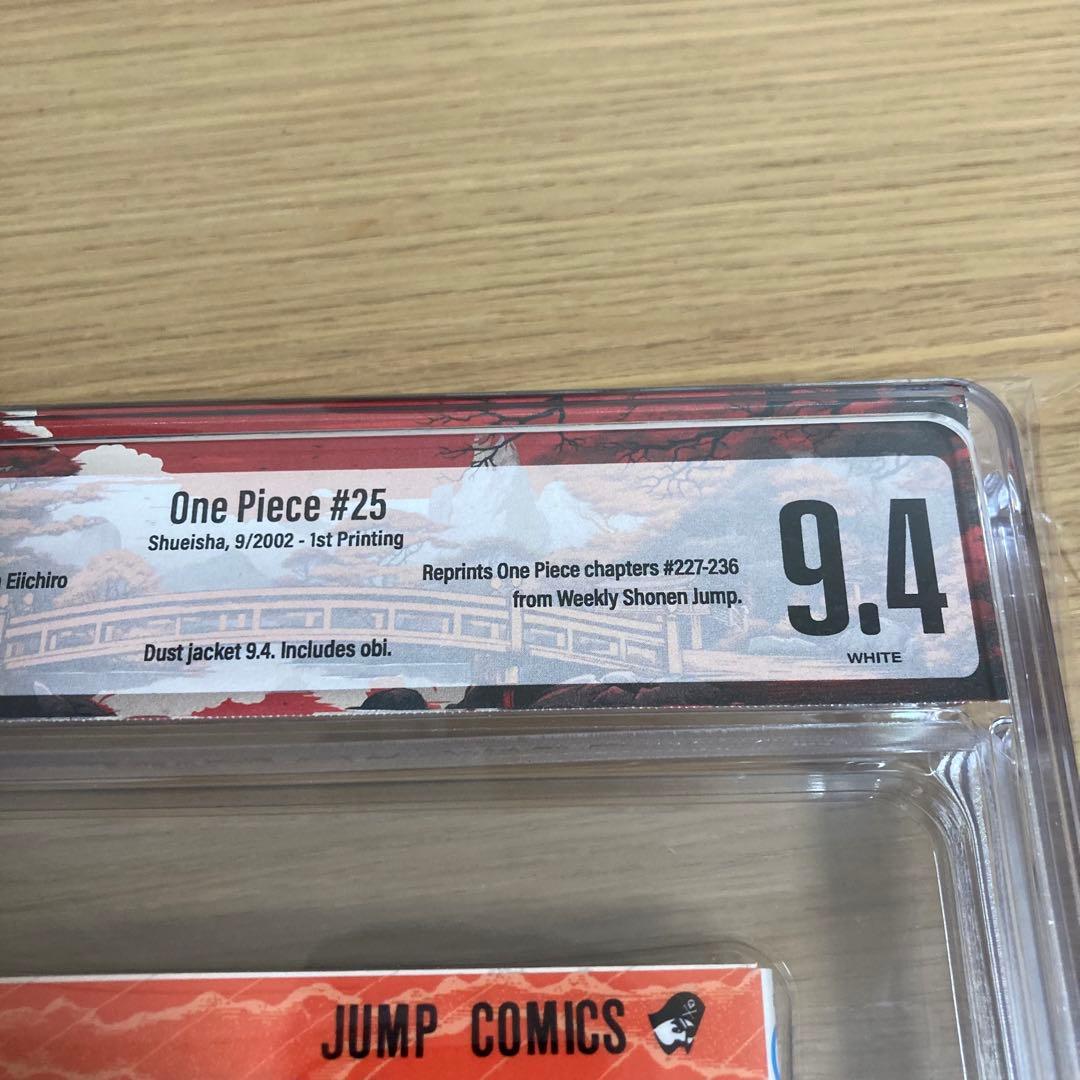 One Piece #25
Shueisha, 9/2002 - 1st Printing
Eiichiro
Reprints One Piece chapters #227-236
from Weekly Shonen Jump.
Dust jacket 9.4. Includes obi.
9.4
WHITE
JUMP COMICS